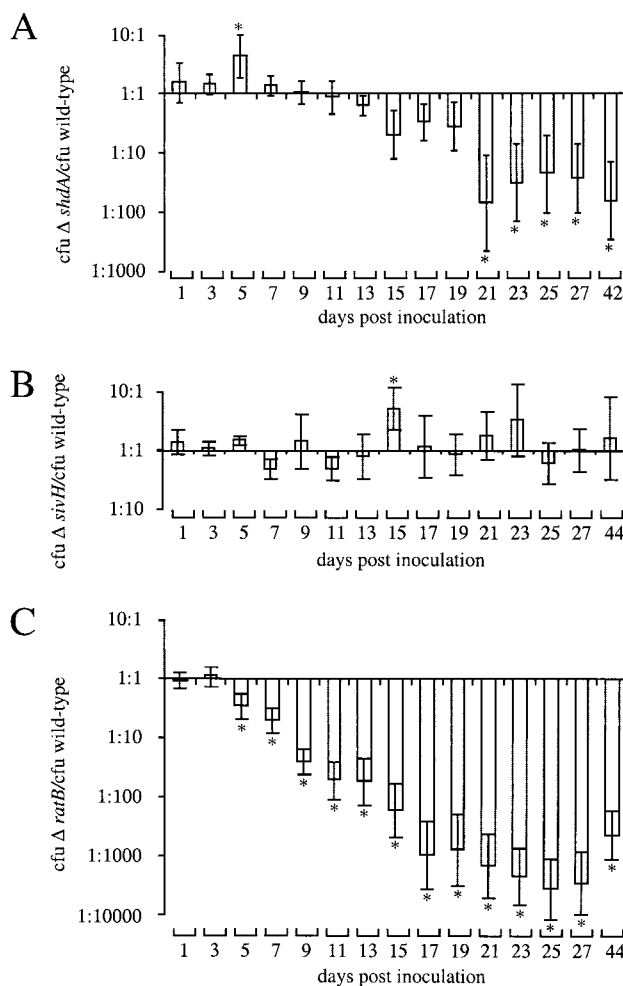 A
cfu Δ shdA/cfu wild-type
10:1
*
1:1
1:10
1:100
1:1000
* * * * *
1 3 5 7 9 11 13 15 17 19 21 23 25 27 42
days post inoculation
B
cfu Δ sivH/cfu wild-type
10:1
*
1:1
1:10
1 3 5 7 9 11 13 15 17 19 21 23 25 27 44
days post inoculation
C
cfu Δ ratB/cfu wild-type
10:1
1:1
1:10
1:100
1:1000
1:10000
* * * * * * * * * * * * *
1 3 5 7 9 11 13 15 17 19 21 23 25 27 44
days post inoculation